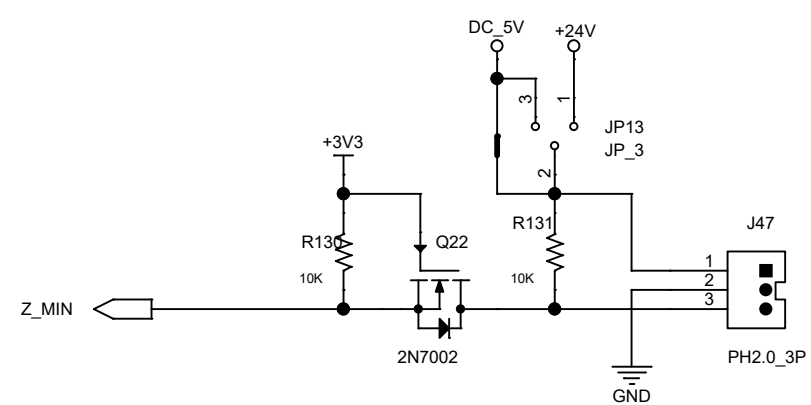 DC_5V
+24V
3
1
JP13
JP_3
+3V3
2
R131
J47
R130
Q22
10K
10K
1
2
3
Z_MIN
2N7002
PH2.0_3P
GND